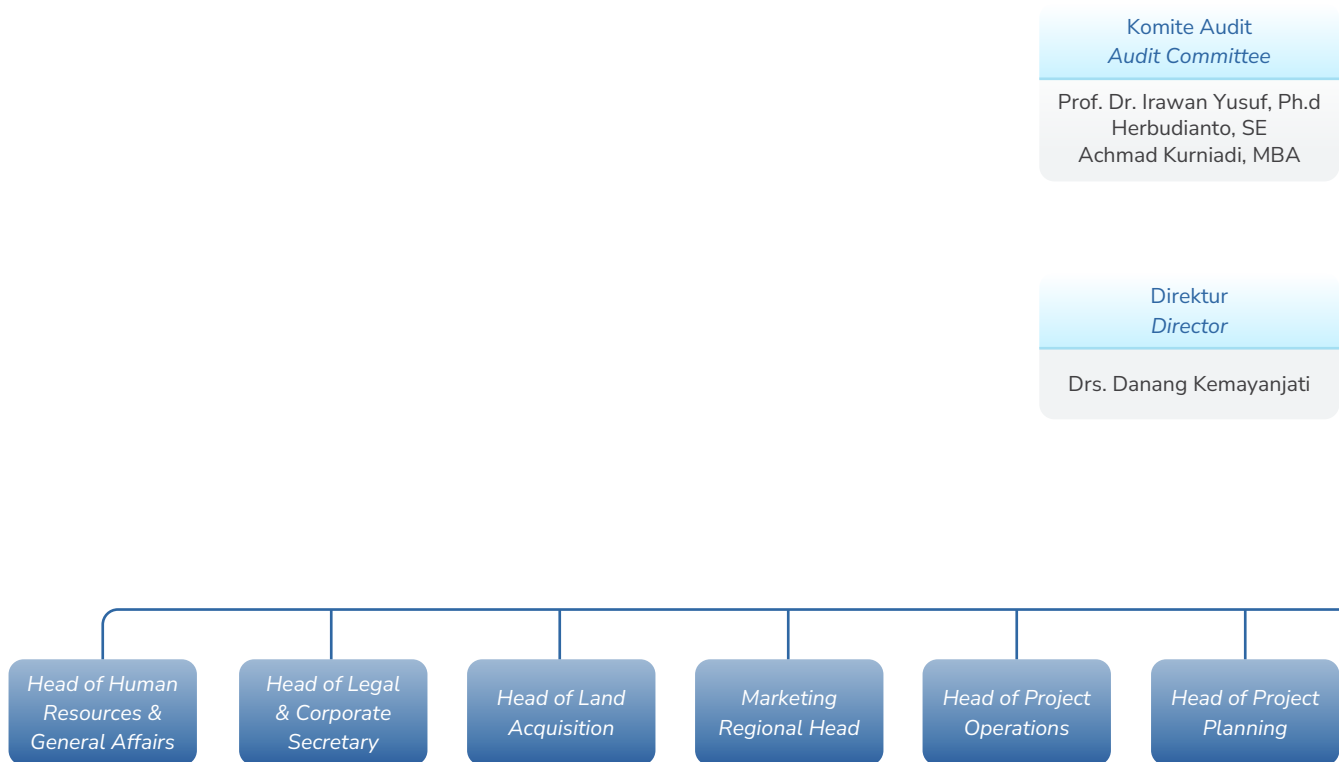 Komite Audit
Audit Committee
Prof. Dr. Irawan Yusuf, Ph.d
Herbudianto, SE
Achmad Kurniadi, MBA
Direktur
Director
Drs. Danang Kemayanjati
Head of Human
Resources &
General Affairs
Head of Legal
& Corporate
Secretary
Head of Land
Acquisition
Marketing
Regional Head
Head of Project
Operations
Head of Project
Planning